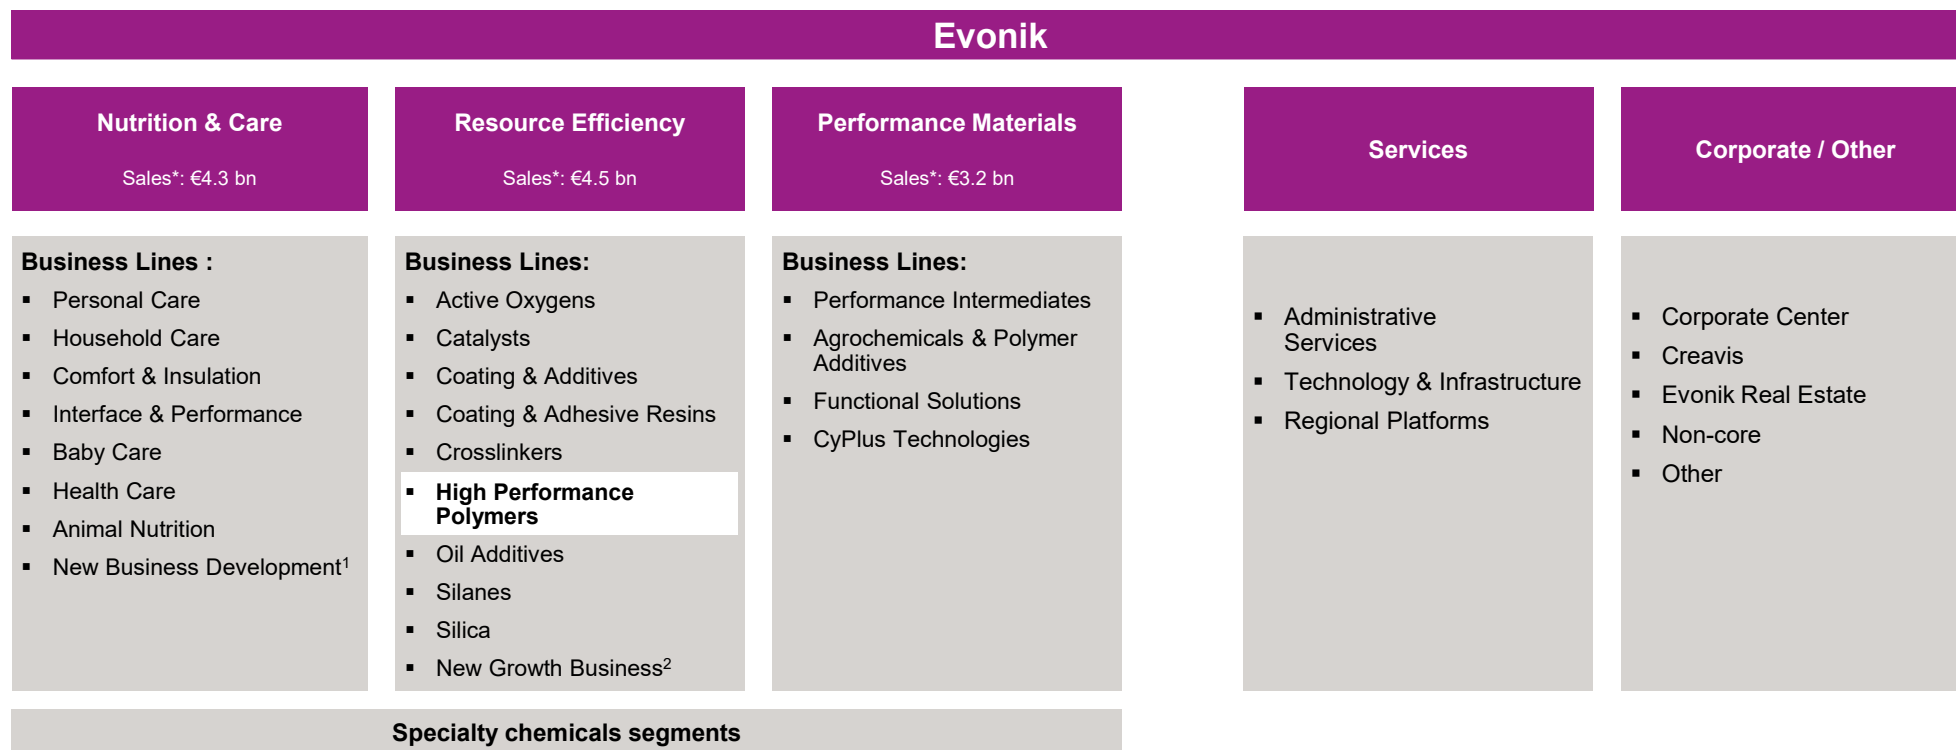 Evonik
Nutrition & Care
Sales*: €4.3 bn
Business Lines :
▪ Personal Care
▪ Household Care
▪ Comfort & Insulation
▪ Interface & Performance
▪ Baby Care
▪ Health Care
▪ Animal Nutrition
▪ New Business Development¹
Resource Efficiency
Sales*: €4.5 bn
Business Lines:
▪ Active Oxygens
▪ Catalysts
▪ Coating & Additives
▪ Coating & Adhesive Resins
▪ Crosslinkers
▪ High Performance
Polymers
▪ Oil Additives
▪ Silanes
▪ Silica
▪ New Growth Business²
Performance Materials
Sales*: €3.2 bn
Business Lines:
▪ Performance Intermediates
▪ Agrochemicals & Polymer
Additives
▪ Functional Solutions
▪ CyPlus Technologies
Specialty chemicals segments
Services
▪ Administrative
Services
▪ Technology & Infrastructure
▪ Regional Platforms
Corporate / Other
▪ Corporate Center
▪ Creavis
▪ Evonik Real Estate
▪ Non-core
▪ Other